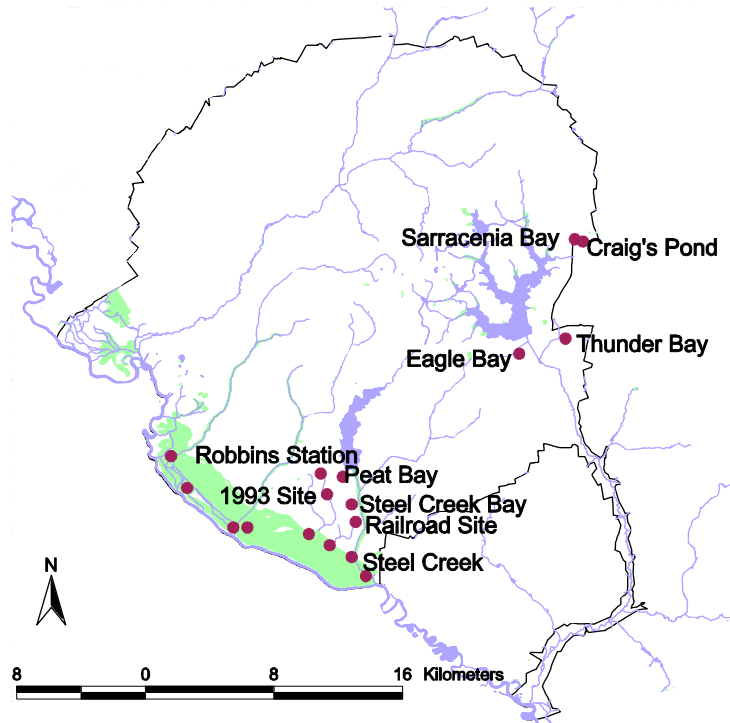 Sarracenia Bay
Craig's Pond
Thunder Bay
Eagle Bay
Robbins Station
Peat Bay
1993 Site
Steel Creek Bay
Railroad Site
Steel Creek
N
8 0 8 16 Kilometers